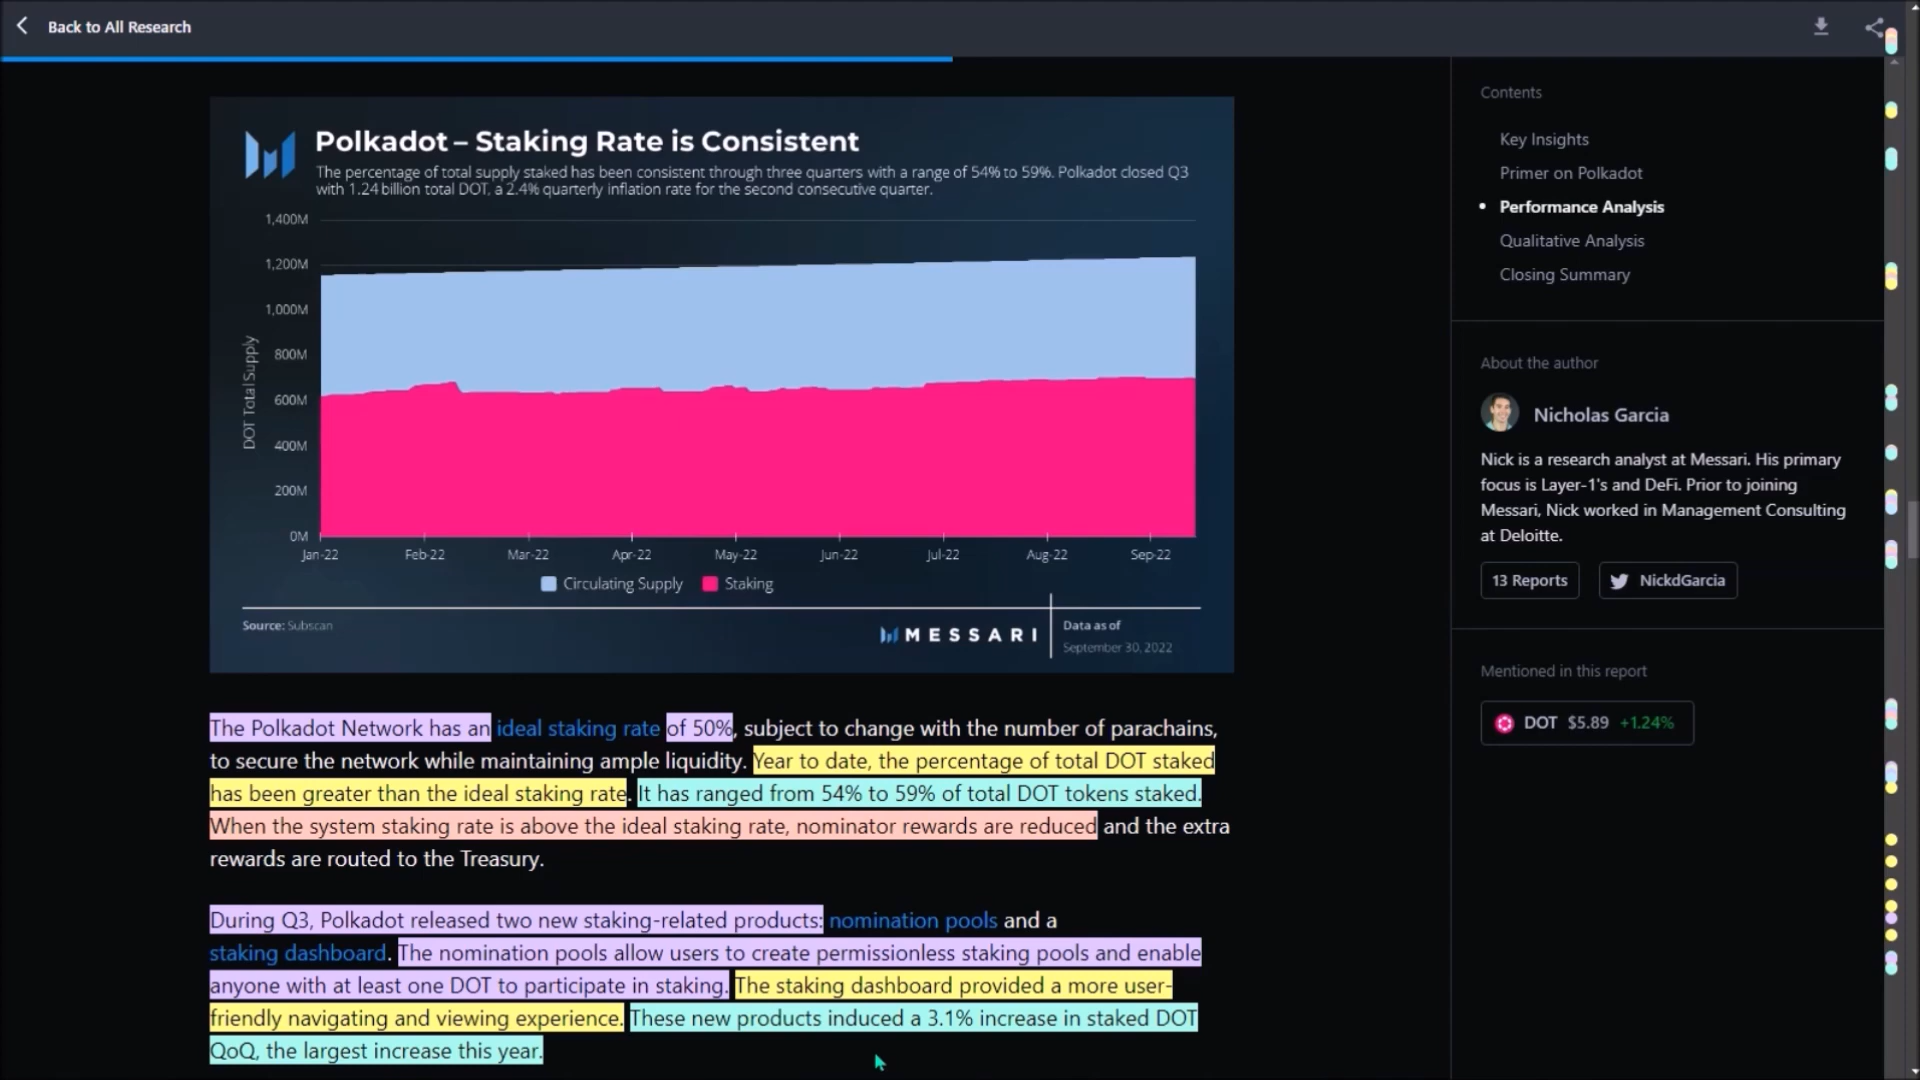 Back to All Research
Polkadot – Staking Rate is Consistent
The percentage of total supply staked has been consistent through three quarters with a range of 54% to 59%. Polkadot closed Q3
with 1.24 billion total DOT, a 2.4% quarterly inflation rate for the second consecutive quarter.
DOT Total Supply
1,400M
1,200M
1,000M
800M
600M
400M
200M
0M
Jan-22 Feb-22 Mar-22 Apr-22 May-22 Jun-22 Jul-22 Aug-22 Sep-22
Circulating Supply Staking
Source: Subscan
MESSARI
Data as of
September 30, 2022
The Polkadot Network has an ideal staking rate of 50%, subject to change with the number of parachains,
to secure the network while maintaining ample liquidity. Year to date, the percentage of total DOT staked
has been greater than the ideal staking rate. It has ranged from 54% to 59% of total DOT tokens staked.
When the system staking rate is above the ideal staking rate, nominator rewards are reduced and the extra
rewards are routed to the Treasury.
During Q3, Polkadot released two new staking-related products: nomination pools and a
staking dashboard. The nomination pools allow users to create permissionless staking pools and enable
anyone with at least one DOT to participate in staking. The staking dashboard provided a more user-
friendly navigating and viewing experience. These new products induced a 3.1% increase in staked DOT
QoQ, the largest increase this year.
Contents
Key Insights
Primer on Polkadot
• Performance Analysis
Qualitative Analysis
Closing Summary
About the author
Nicholas Garcia
Nick is a research analyst at Messari. His primary
focus is Layer-1's and DeFi. Prior to joining
Messari, Nick worked in Management Consulting
at Deloitte.
13 Reports NickdGarcia
Mentioned in this report
DOT $5.89 +1.24%